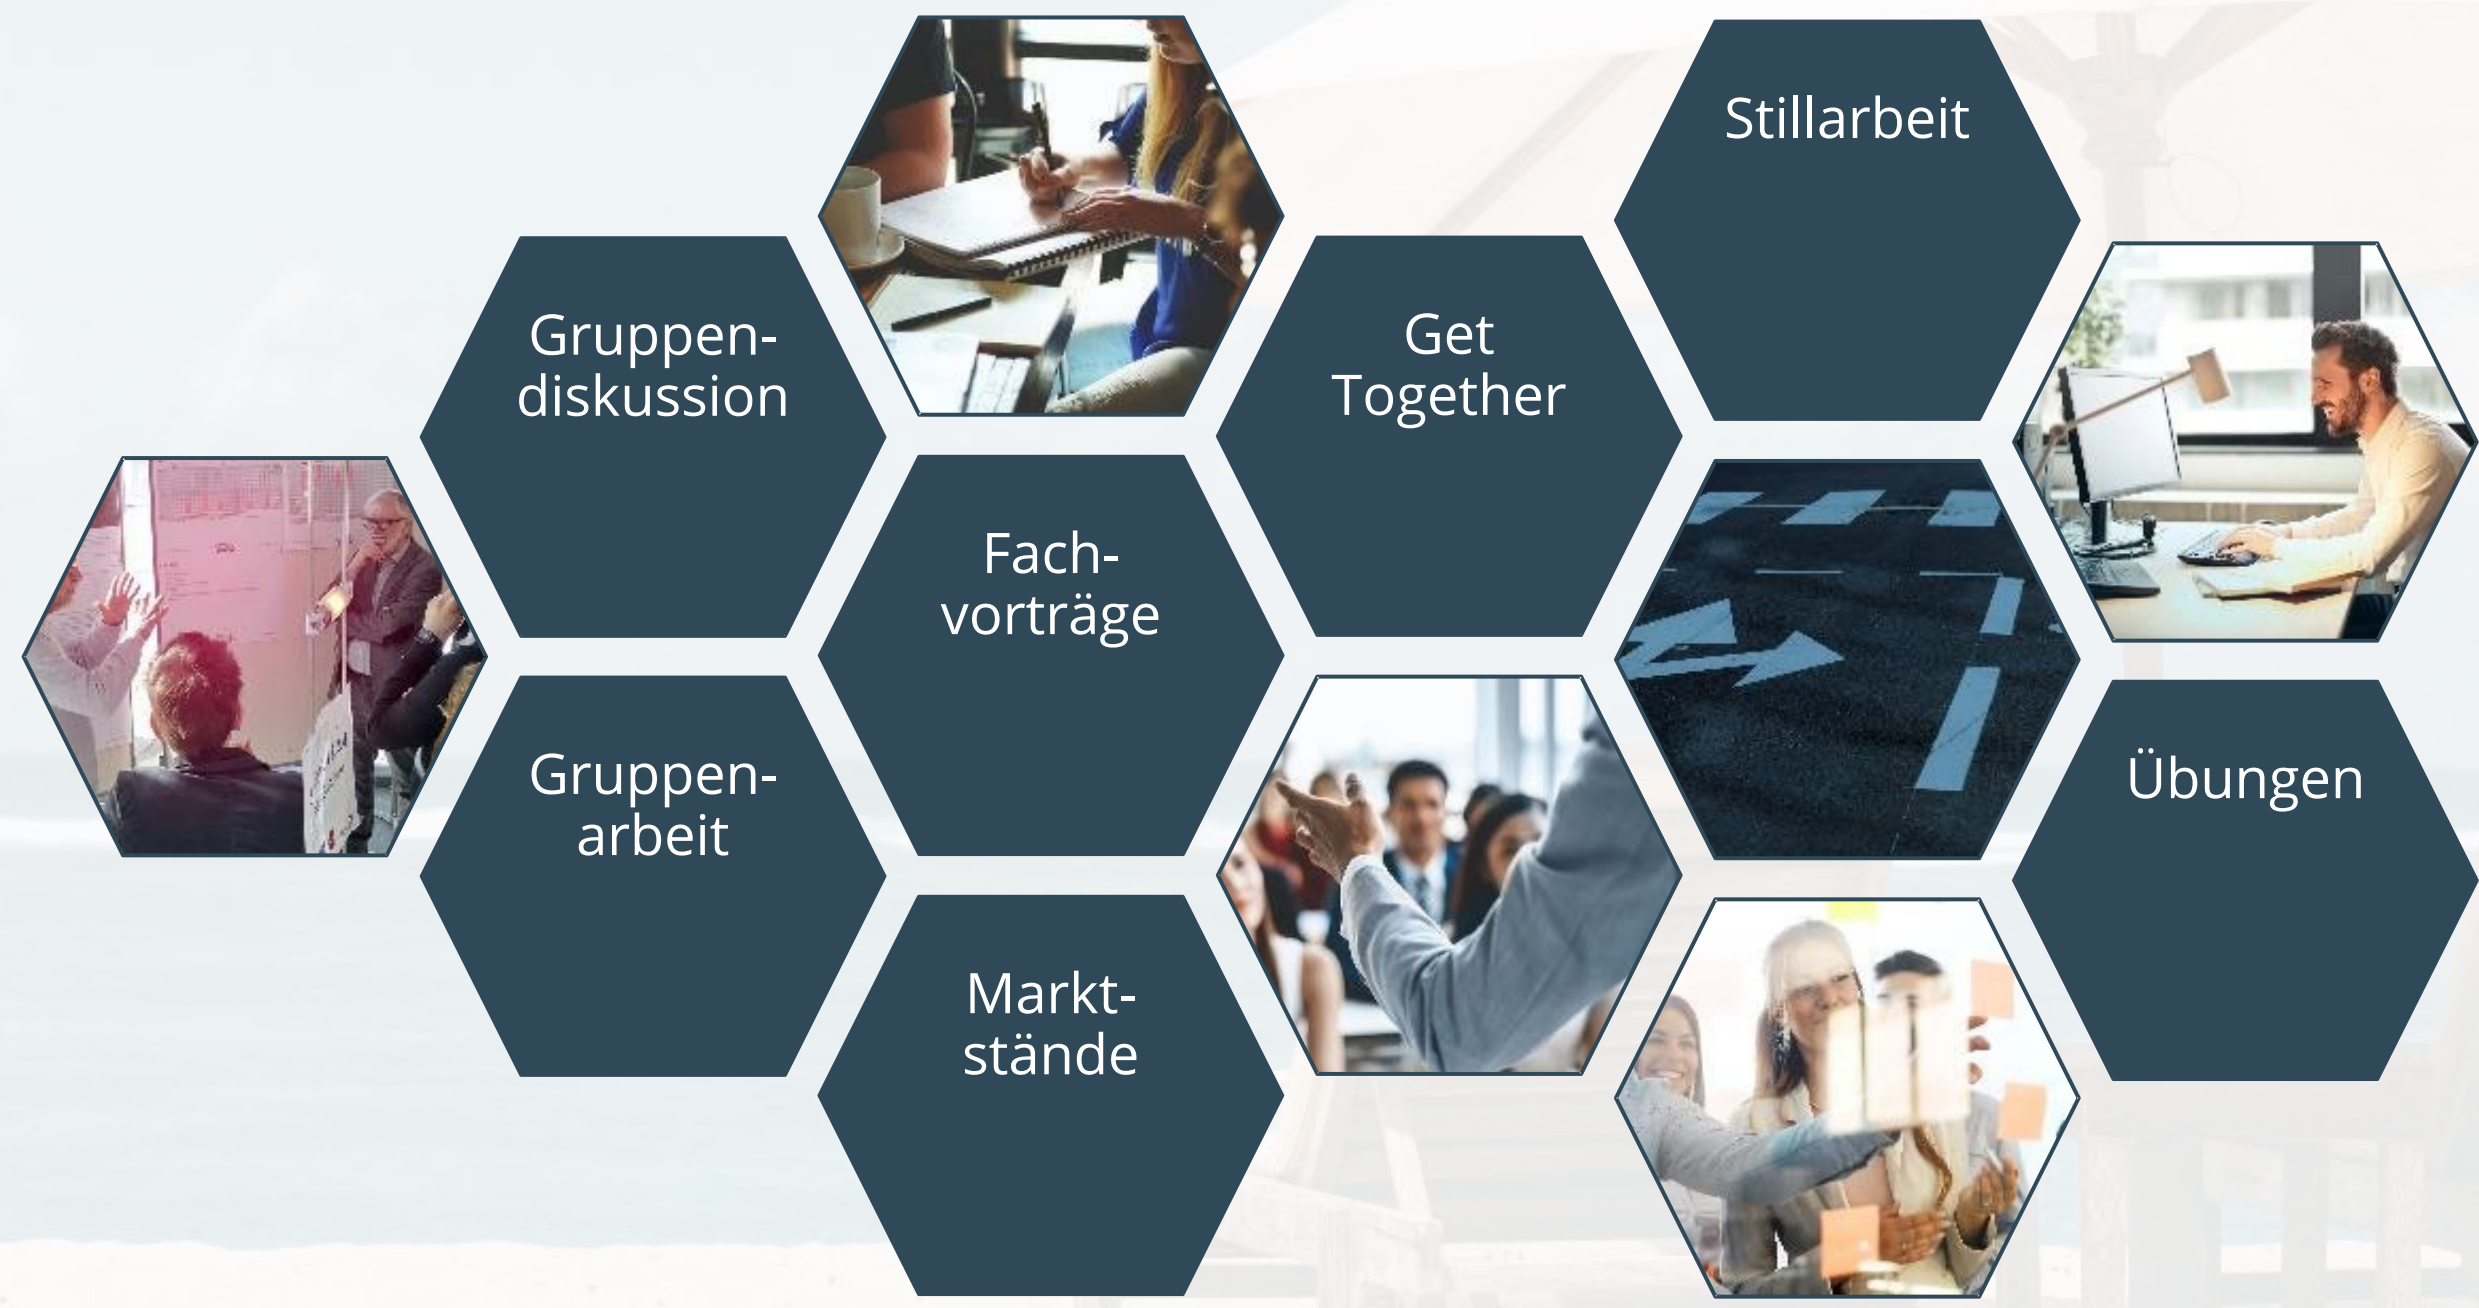 Stillarbeit
Gruppen-
diskussion
Get
Together
Fach-
vorträge
Gruppen-
arbeit
Übungen
Markt-
stände